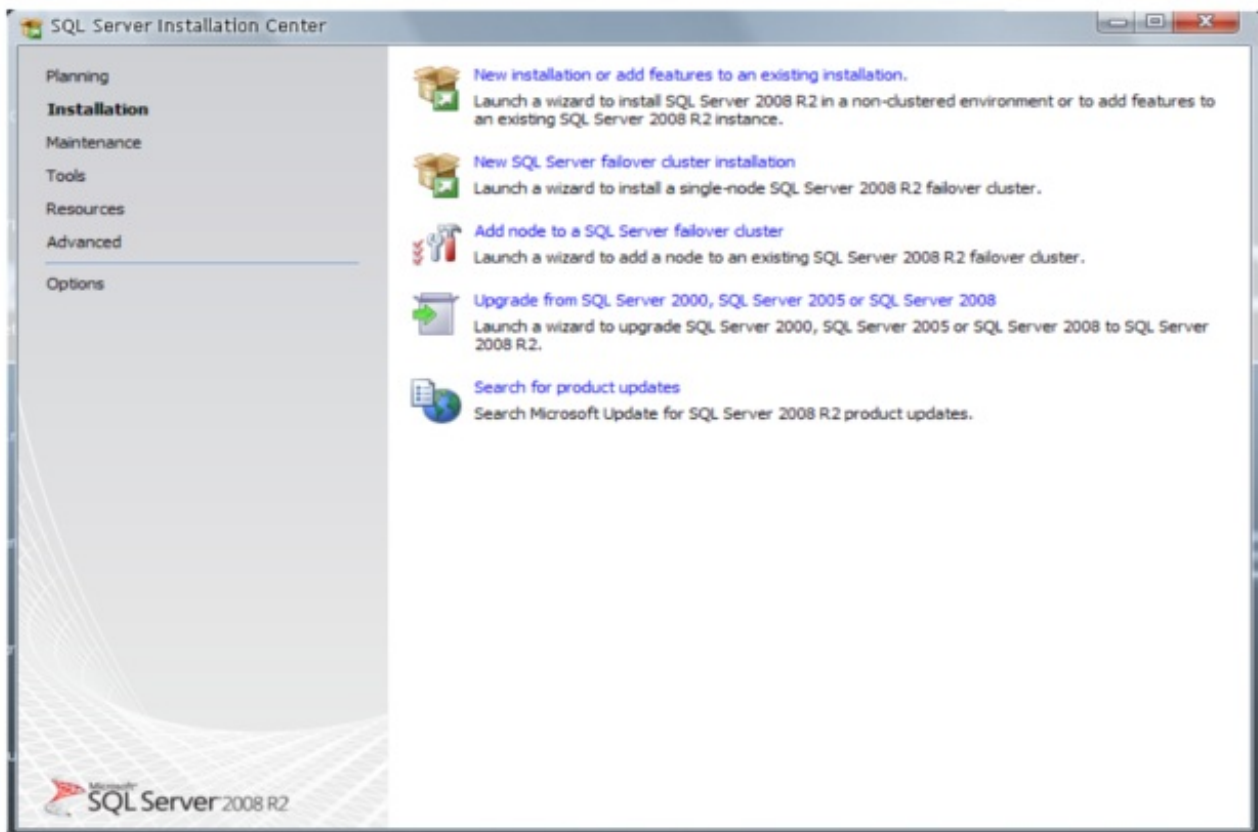 SQL Server Installation Center
Planning
Installation
Maintenance
Tools
Resources
Advanced
Options
New installation or add features to an existing installation.
Launch a wizard to install SQL Server 2008 R2 in a non-clustered environment or to add features to
an existing SQL Server 2008 R2 instance.
New SQL Server failover cluster installation
Launch a wizard to install a single-node SQL Server 2008 R2 failover cluster.
Add node to a SQL Server failover cluster
Launch a wizard to add a node to an existing SQL Server 2008 R2 failover cluster.
Upgrade from SQL Server 2000, SQL Server 2005 or SQL Server 2008
Launch a wizard to upgrade SQL Server 2000, SQL Server 2005 or SQL Server 2008 to SQL Server
2008 R2.
Search for product updates
Search Microsoft Update for SQL Server 2008 R2 product updates.
Microsoft
SQL Server 2008 R2